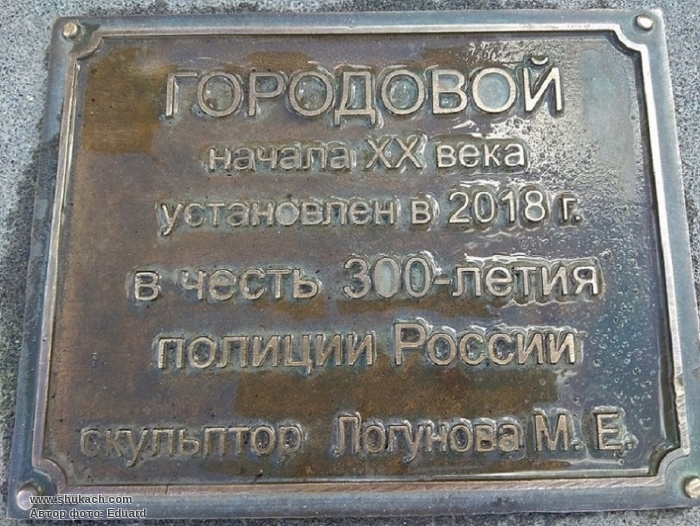 ГОРОДОВОЙ
начала XX века
установлен в 2018 г.
в честь 300-летия
полиции России
скульптор Логунова М. Е.
www.shukach.com
Автор фото: Eduard